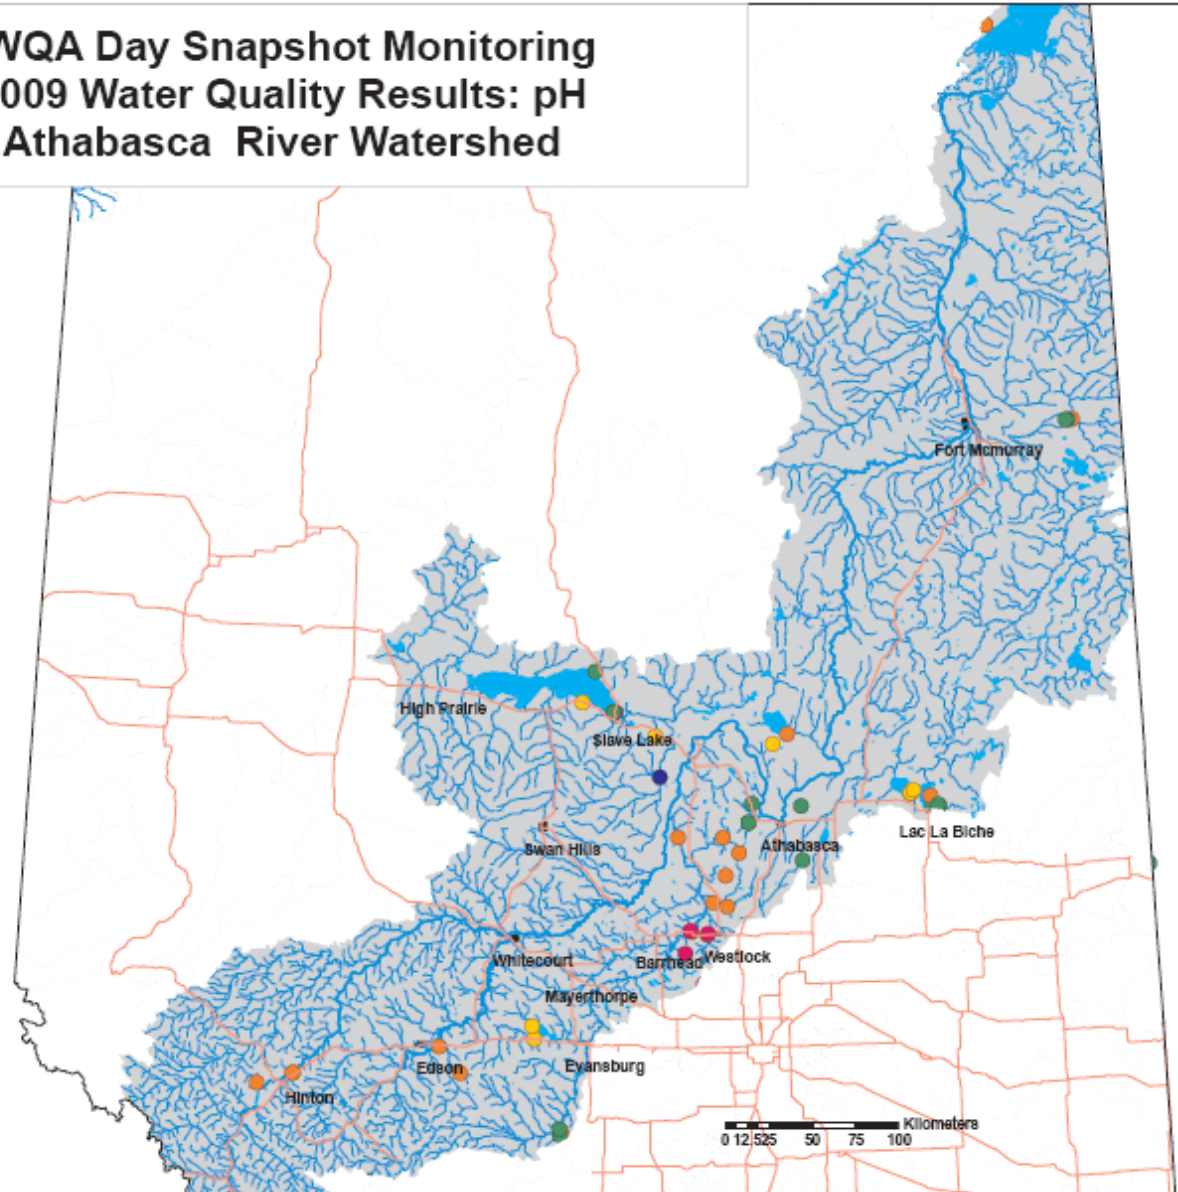 WQA Day Snapshot Monitoring
009 Water Quality Results: pH
Athabasca River Watershed
Fort Mcmurray
High Prairie
Slave Lake
Lac La Biche
Athabasca
Swan Hills
Whitecourt
Barrhead
Westlock
Mayerthorpe
Edson
Evansburg
Hinton
Kilometers
0 12.525 50 75 100